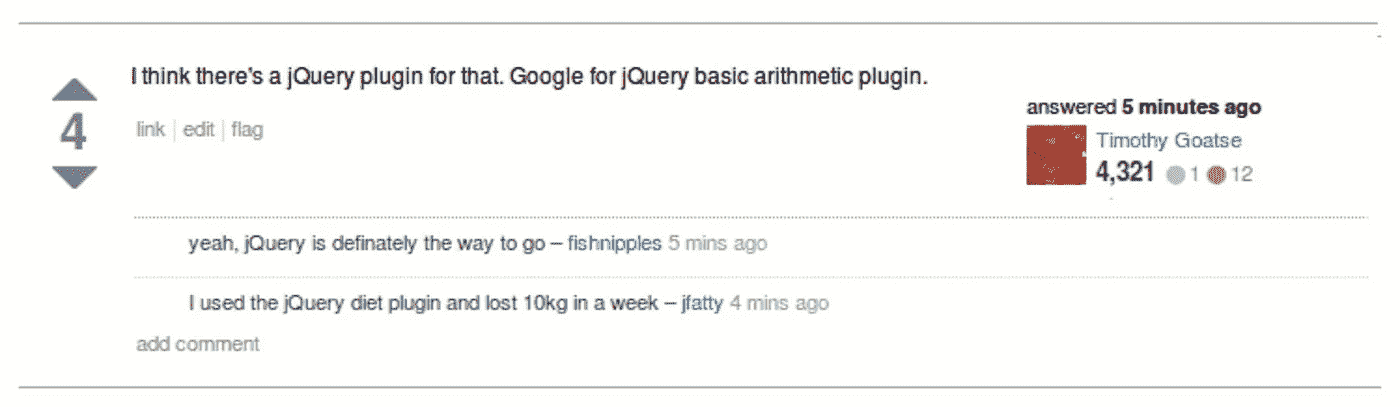 I think there's a jQuery plugin for that. Google for jQuery basic arithmetic plugin.
4
link | edit | flag
answered 5 minutes ago
Timothy Goatse
4,321 1 12
yeah, jQuery is definately the way to go – fishnipples 5 mins ago
I used the jQuery diet plugin and lost 10kg in a week – jfatty 4 mins ago
add comment